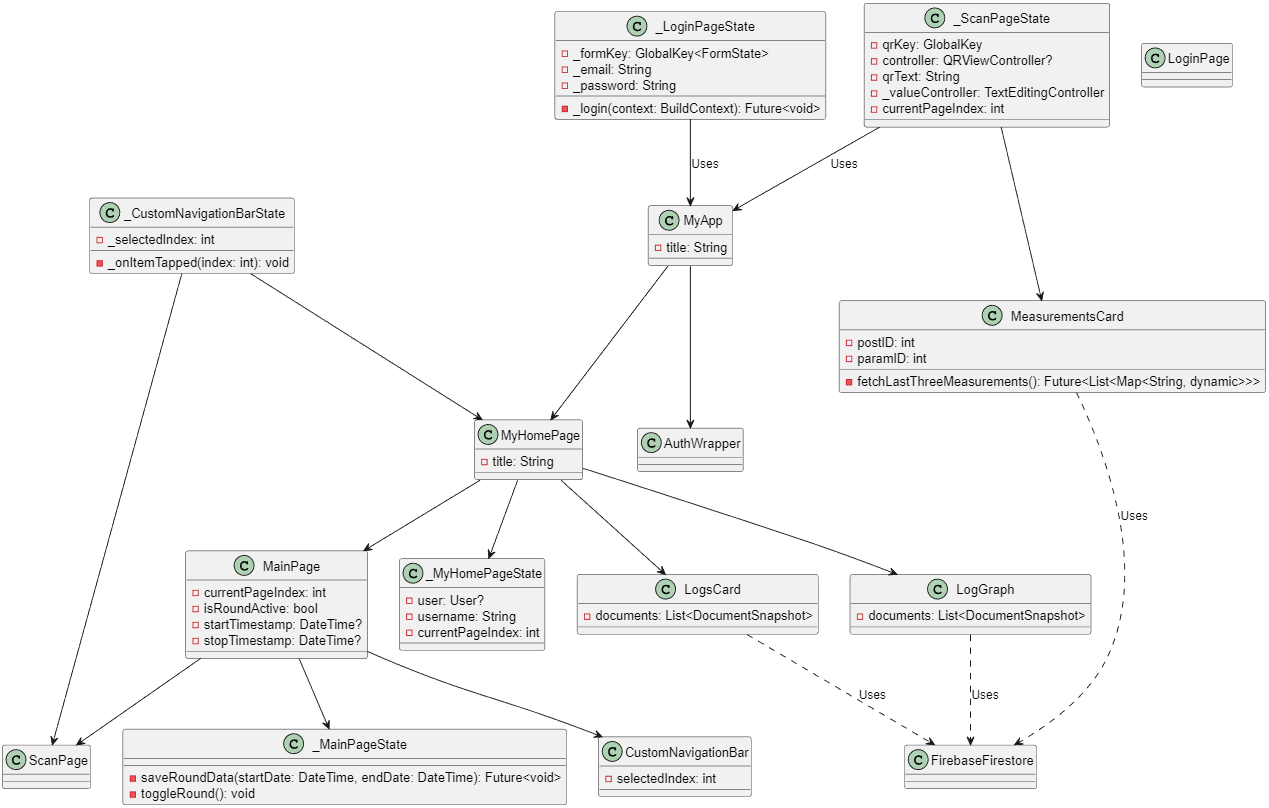 C _LoginPageState
_formKey: GlobalKey<FormState>
_email: String
_password: String
_login(context: BuildContext): Future<void>
C _ScanPageState
qrKey: GlobalKey
controller: QRViewController?
qrText: String
_valueController: TextEditingController
currentPageIndex: int
C LoginPage
Uses
Uses
C _CustomNavigationBarState
_selectedIndex: int
_onItemTapped(index: int): void
C MyApp
title: String
C MeasurementsCard
postID: int
paramID: int
fetchLastThreeMeasurements(): Future<List<Map<String, dynamic>>>
C MyHomePage
title: String
C AuthWrapper
Uses
C MainPage
currentPageIndex: int
isRoundActive: bool
startTimestamp: DateTime?
stopTimestamp: DateTime?
C _MyHomePageState
user: User?
username: String
currentPageIndex: int
C LogsCard
documents: List<DocumentSnapshot>
C LogGraph
documents: List<DocumentSnapshot>
Uses
Uses
C ScanPage
C _MainPageState
saveRoundData(startDate: DateTime, endDate: DateTime): Future<void>
toggleRound(): void
C CustomNavigationBar
selectedIndex: int
C FirebaseFirestore